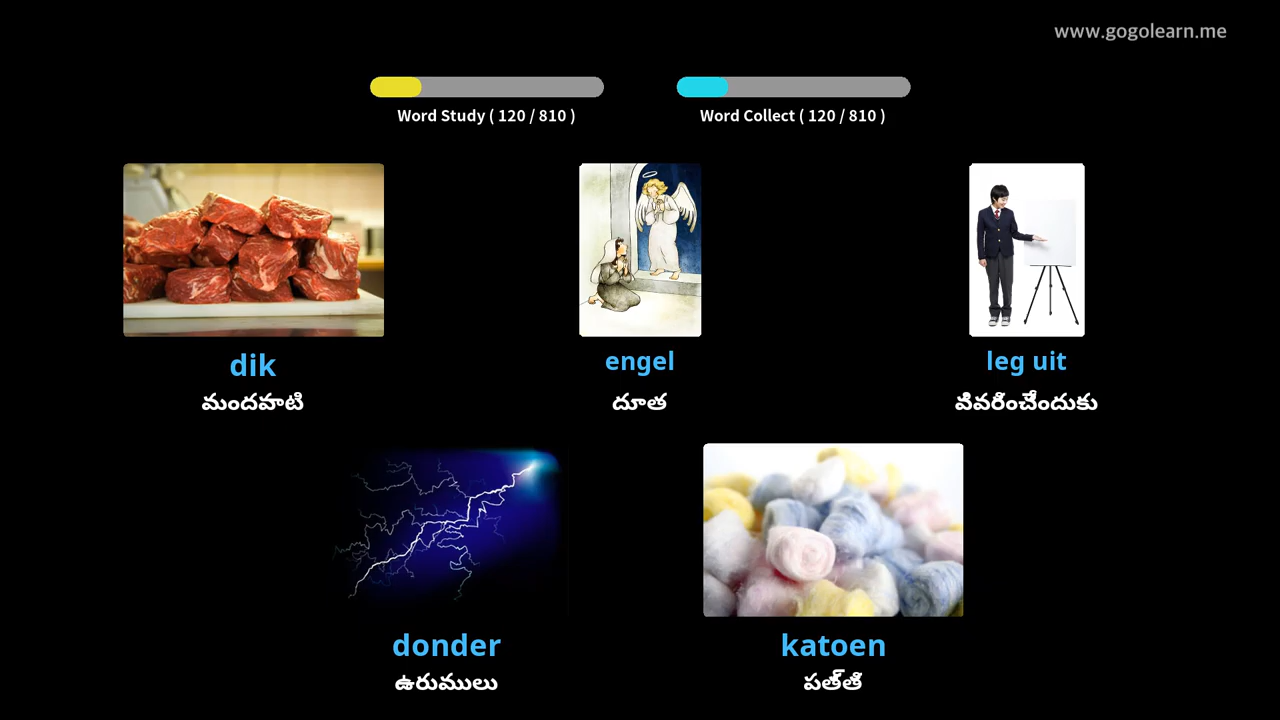 www.gogolearn.me
Word Study ( 120 / 810 )
Word Collect ( 120 / 810 )
dik
మందపాటి
engel
దూత
leg uit
వివరించేందుకు
donder
ఉరుములు
katoen
పత్తి